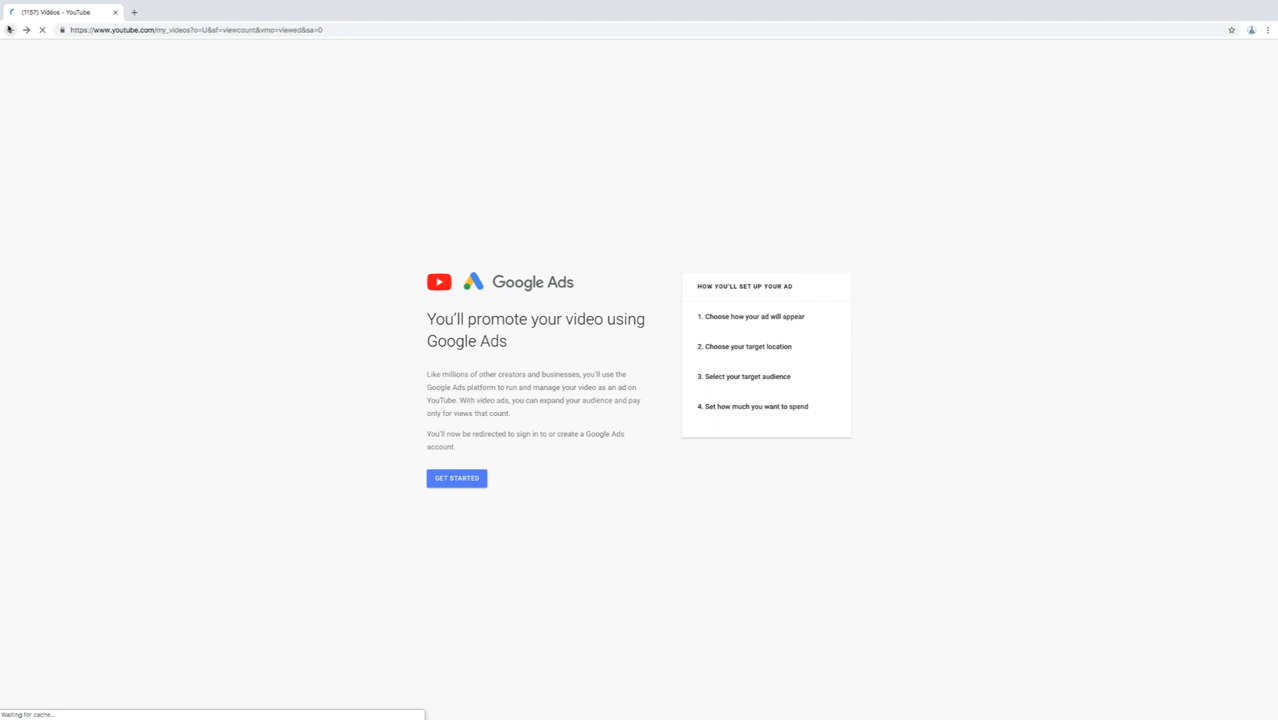 (1157) Vidéos - YouTube
https://www.youtube.com/my_videos?o=U&sf=viewcount&vmo=viewed&sa=0
Google Ads
You'll promote your video using
Google Ads
Like millions of other creators and businesses, you'll use the
Google Ads platform to run and manage your video as an ad on
YouTube. With video ads, you can expand your audience and pay
only for views that count.
You'll now be redirected to sign in to or create a Google Ads
account.
GET STARTED
HOW YOU'LL SET UP YOUR AD
1. Choose how your ad will appear
2. Choose your target location
3. Select your target audience
4. Set how much you want to spend
Waiting for cache...